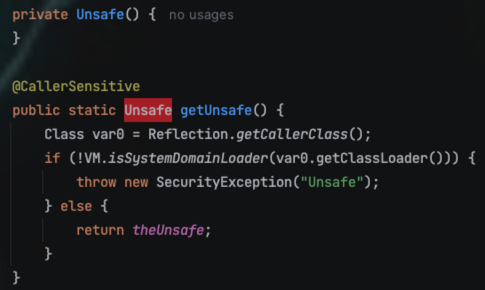 private Unsafe() { no usages
}
@CallerSensitive
public static Unsafe getUnsafe() {
Class var0 = Reflection.getCallerClass();
if (!VM.isSystemDomainLoader(var0.getClassLoader())) {
throw new SecurityException("Unsafe");
} else {
return theUnsafe;
}
}